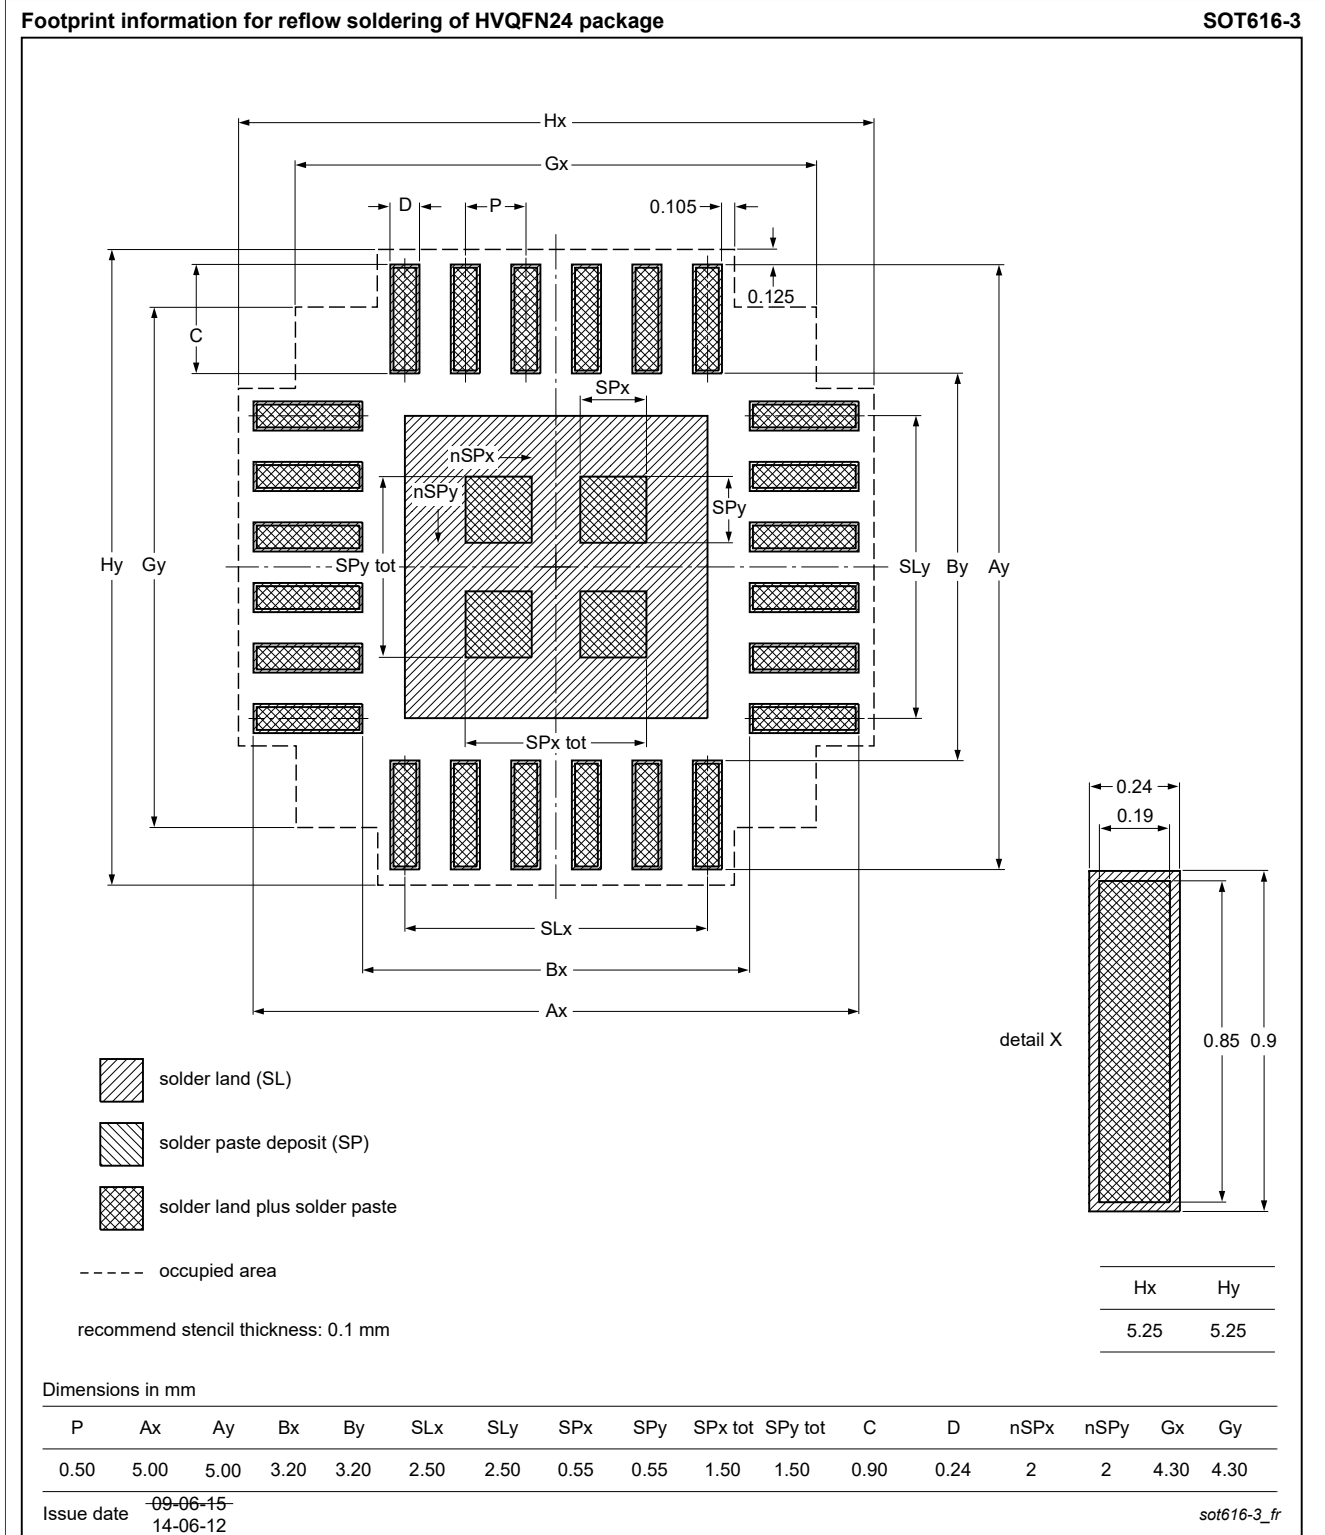 Footprint information for reflow soldering of HVQFN24 package SOT616-3
Hx
Gx
D P 0.105
0.125
C
SPx
nSPx
nSPy
SPy
Hy Gy SPy tot SLy By Ay
SPx tot
SLx
Bx
Ax
0.24
0.19
detail X 0.85 0.9
solder land (SL)
solder paste deposit (SP)
solder land plus solder paste
occupied area
Hx Hy
5.25 5.25
recommend stencil thickness: 0.1 mm
Dimensions in mm
P Ax Ay Bx By SLx SLy SPx SPy SPx tot SPy tot C D nSPx nSPy Gx Gy
0.50 5.00 5.00 3.20 3.20 2.50 2.50 0.55 0.55 1.50 1.50 0.90 0.24 2 2 4.30 4.30
Issue date 09-06-15
14-06-12
sot616-3_fr